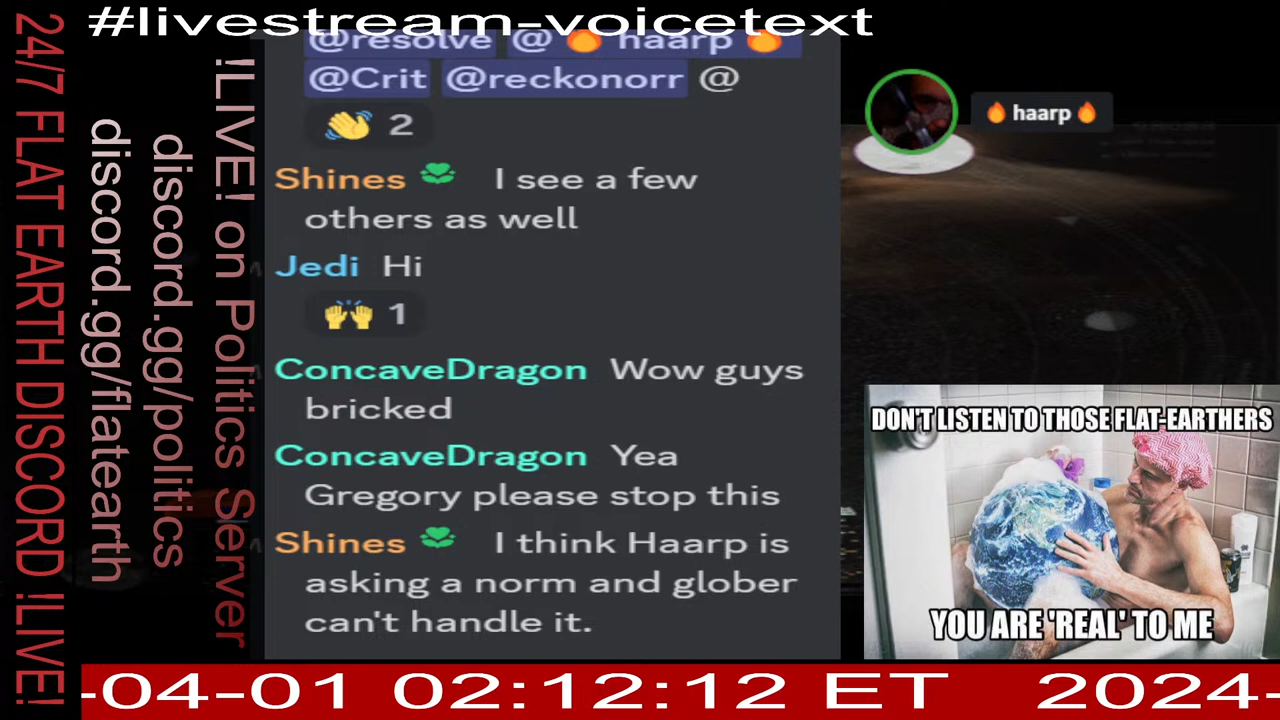 #livestream-voicetext
24/7 FLAT EARTH DISCORD !LIVE!
discord.gg/flatearth
discord.gg/politics
!LIVE! on Politics Server
@resolve @🔥 haarp 🔥
@Crit @reckonorr @
👋 2
Shines I see a few
others as well
Jedi Hi
🙌 1
ConcaveDragon Wow guys
bricked
ConcaveDragon Yea
Gregory please stop this
Shines I think Haarp is
asking a norm and glober
can't handle it.
🔥 haarp 🔥
DON'T LISTEN TO THOSE FLAT-EARTHERS
YOU ARE 'REAL' TO ME
-04-01 02:12:12 ET 2024-